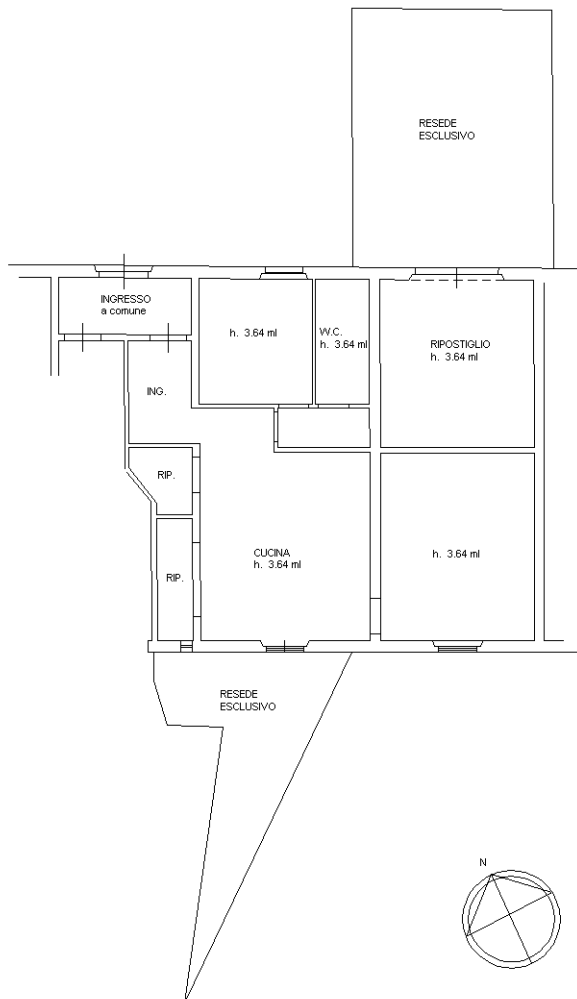 RESEDE
ESCLUSIVO
INGRESSO
a comune
h. 3.64 ml
W.C.
h. 3.64 ml
RIPOSTIGLIO
h. 3.64 ml
ING.
RIP.
CUCINA
h. 3.64 ml
h. 3.64 ml
RIP.
RESEDE
ESCLUSIVO
N